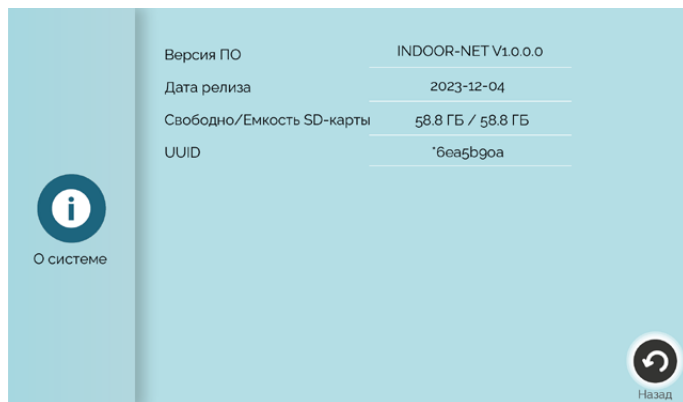 Версия ПО INDOOR-NET V1.0.0.0
Дата релиза 2023-12-04
Свободно/Емкость SD-карты 58.8 ГБ / 58.8 ГБ
UUID *6ea5b90a
О системе
Назад